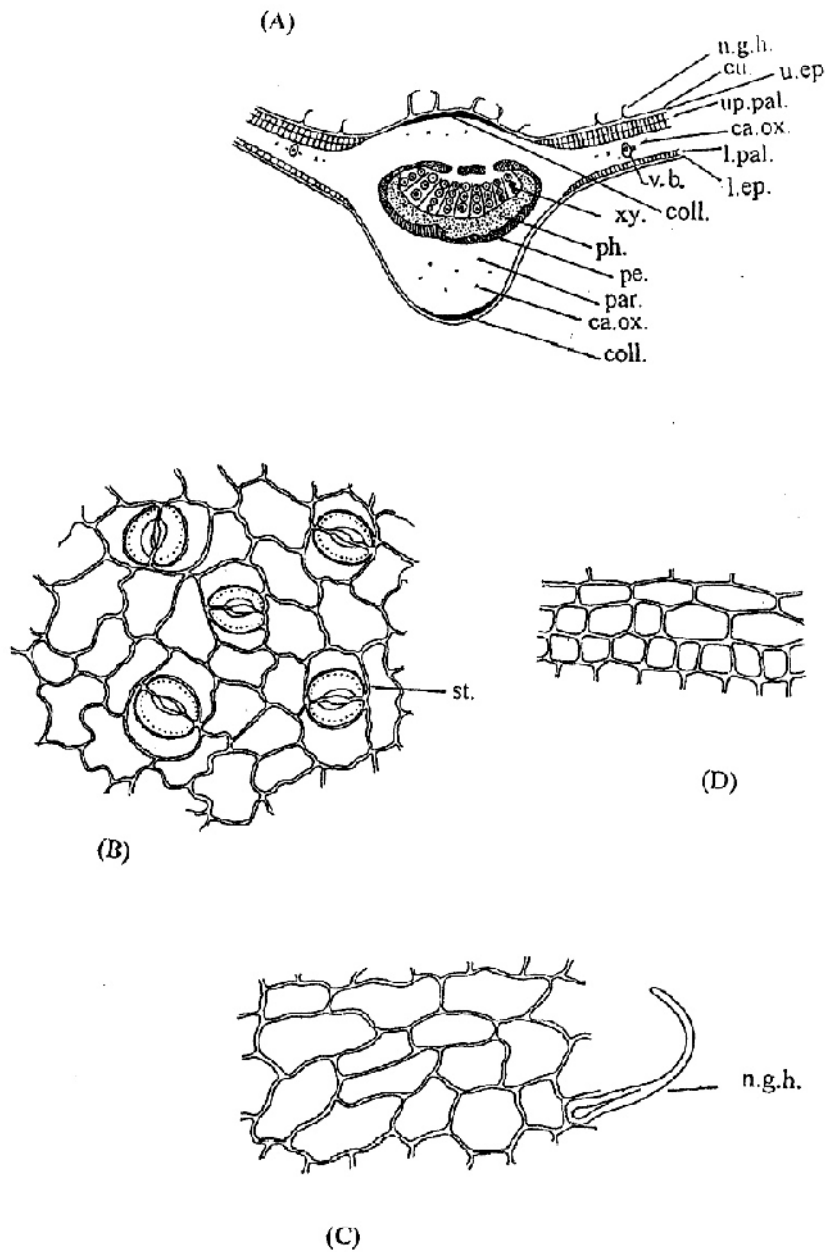 (A)
n.g.h.
cu.
u.ep
up.pal.
ca.ox.
l.pal.
v.b.
l.ep.
xy.
coll.
ph.
pe.
par.
ca.ox.
coll.
st.
(B)
(D)
n.g.h.
(C)